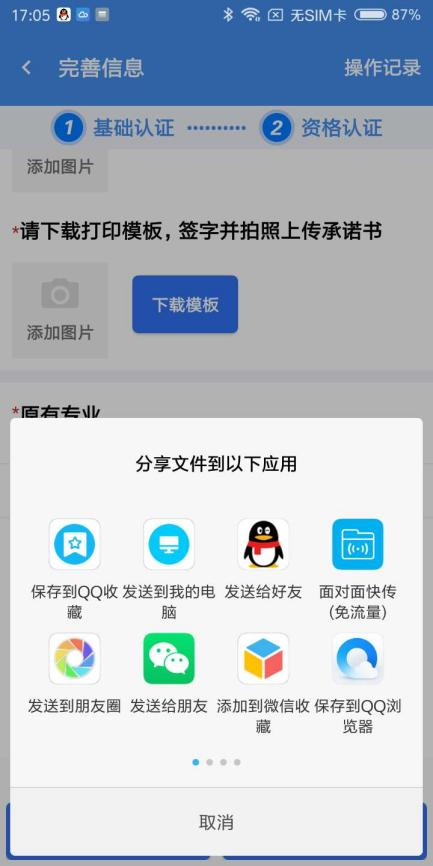 17:05 无SIM卡 87%
完善信息 操作记录
1 基础认证 2 资格认证
添加图片
*请下载打印模板，签字并拍照上传承诺书
添加图片 下载模板
*原有专业
分享文件到以下应用
保存到QQ收藏
发送到我的电脑
发送给好友
面对面快传(免流量)
发送到朋友圈
发送给朋友
添加到微信收藏
保存到QQ浏览器
取消